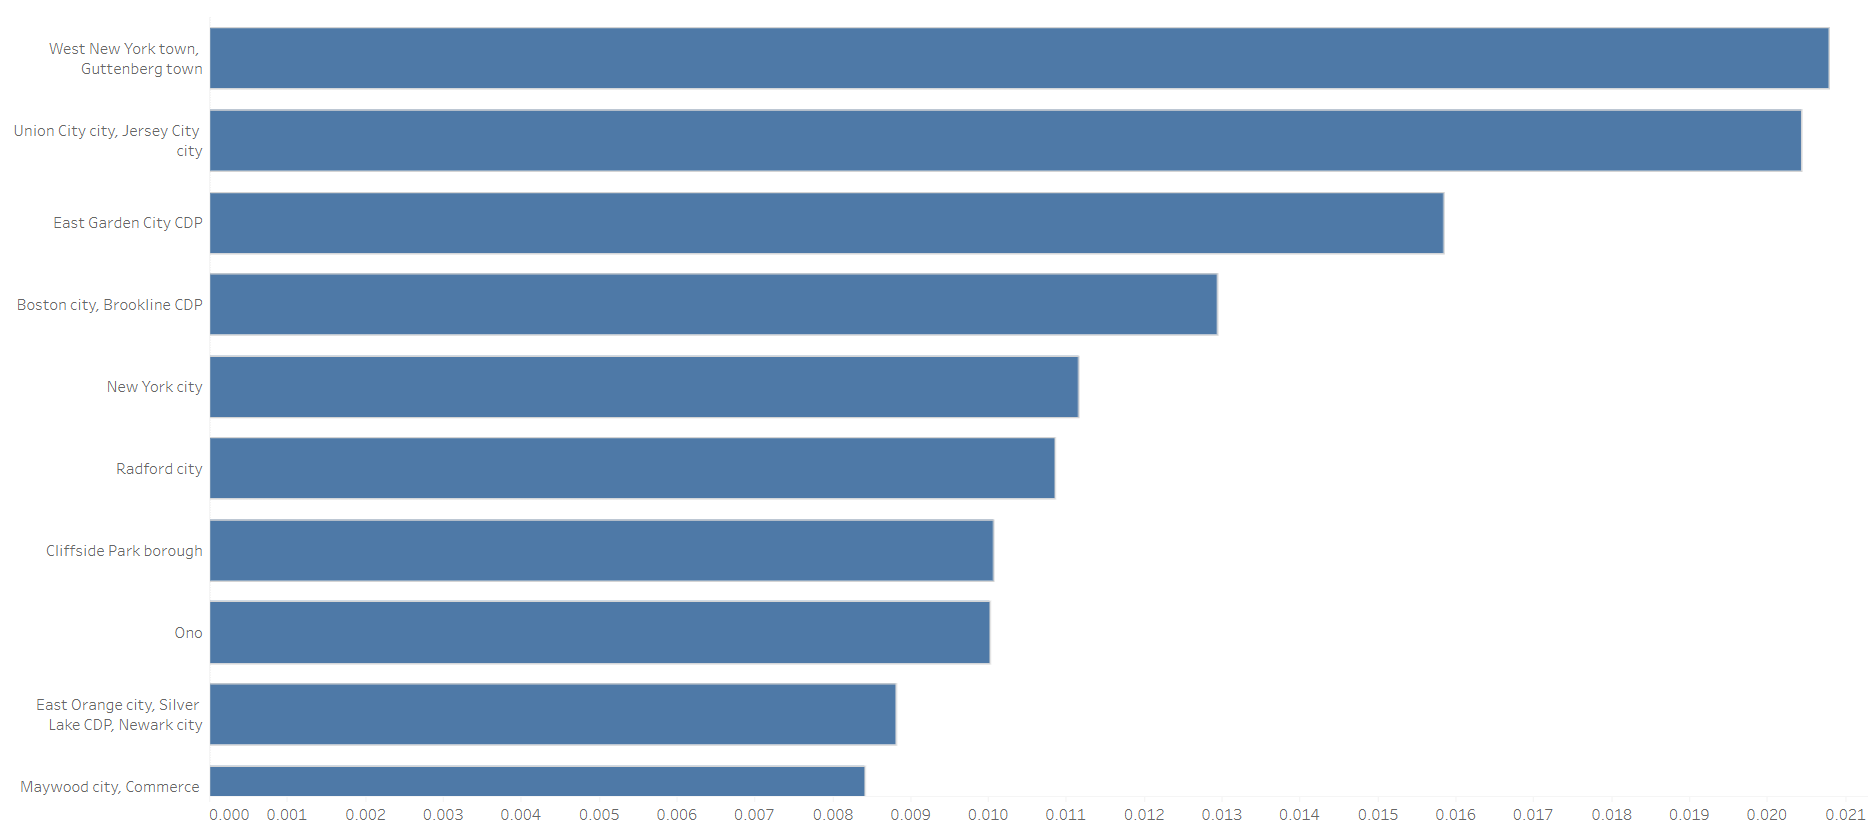 West New York town,
Guttenberg town
Union City city, Jersey City
city
East Garden City CDP
Boston city, Brookline CDP
New York city
Radford city
Cliffside Park borough
Ono
East Orange city, Silver
Lake CDP, Newark city
Maywood city, Commerce
0.000 0.001 0.002 0.003 0.004 0.005 0.006 0.007 0.008 0.009 0.010 0.011 0.012 0.013 0.014 0.015 0.016 0.017 0.018 0.019 0.020 0.021